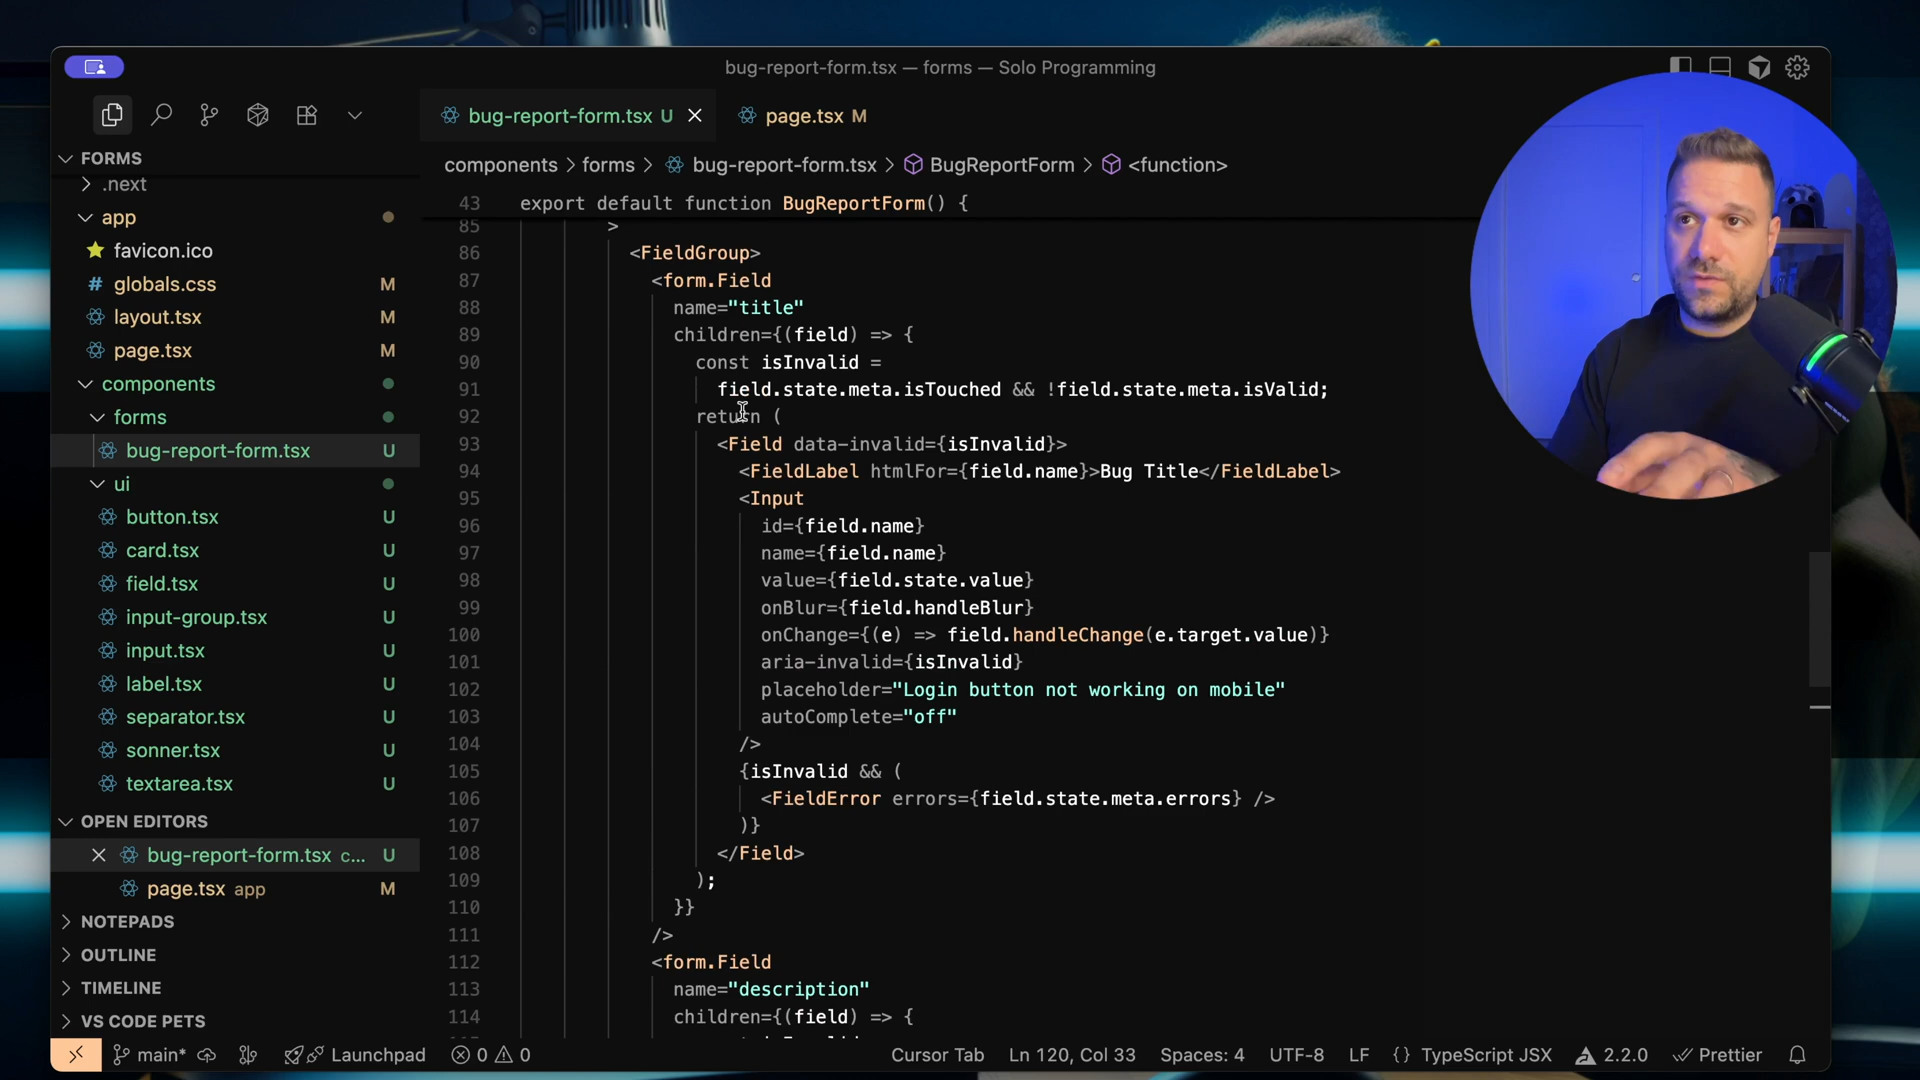 bug-report-form.tsx — forms — Solo Programming
bug-report-form.tsx U
page.tsx M
FORMS
components > forms > bug-report-form.tsx > BugReportForm > <function>
.next
app
favicon.ico
globals.css M
layout.tsx M
page.tsx M
components
forms
bug-report-form.tsx U
ui
button.tsx U
card.tsx U
field.tsx U
input-group.tsx U
input.tsx U
label.tsx U
separator.tsx U
sonner.tsx U
textarea.tsx U
OPEN EDITORS
bug-report-form.tsx c... U
page.tsx app M
NOTEPADS
OUTLINE
TIMELINE
VS CODE PETS
43 export default function BugReportForm() {
85 >
86 <FieldGroup>
87 <form.Field
88 name="title"
89 children={(field) => {
90 const isInvalid =
91 field.state.meta.isTouched && !field.state.meta.isValid;
92 return (
93 <Field data-invalid={isInvalid}>
94 <FieldLabel htmlFor={field.name}>Bug Title</FieldLabel>
95 <Input
96 id={field.name}
97 name={field.name}
98 value={field.state.value}
99 onBlur={field.handleBlur}
100 onChange={(e) => field.handleChange(e.target.value)}
101 aria-invalid={isInvalid}
102 placeholder="Login button not working on mobile"
103 autoComplete="off"
104 />
105 {isInvalid && (
106 <FieldError errors={field.state.meta.errors} />
107 )}
108 </Field>
109 );
110 }}
111 />
112 <form.Field
113 name="description"
114 children={(field) => {
main* Launchpad 0 0 Cursor Tab Ln 120, Col 33 Spaces: 4 UTF-8 LF {} TypeScript JSX 2.2.0 Prettier